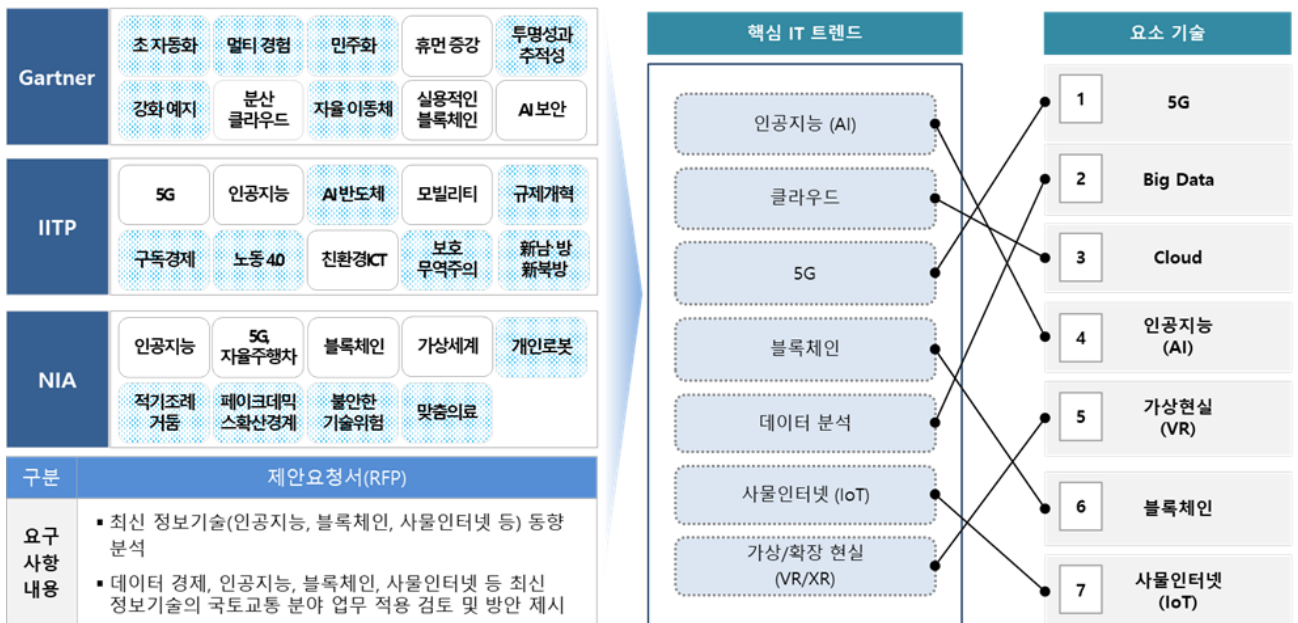 Gartner
초 자동화
멀티 경험
민주화
휴먼 증강
투명성과
추적성
강화 예지
분산
클라우드
자율 이동체
실용적인
블록체인
AI 보안
IITP
5G
인공지능
AI 반도체
모빌리티
규제개혁
구독경제
노동 4.0
친환경ICT
보호
무역주의
新남·방
新북방
NIA
인공지능
5G,
자율주행차
블록체인
가상세계
개인로봇
적기조례
거둠
페이크데믹
스확산경계
불안한
기술위험
맞춤의료
구분
제안요청서(RFP)
요구
사항
내용
▪ 최신 정보기술(인공지능, 블록체인, 사물인터넷 등) 동향
분석
▪ 데이터 경제, 인공지능, 블록체인, 사물인터넷 등 최신
정보기술의 국토교통 분야 업무 적용 검토 및 방안 제시
핵심 IT 트렌드
인공지능 (AI)
클라우드
5G
블록체인
데이터 분석
사물인터넷 (IoT)
가상/확장 현실
(VR/XR)
요소 기술
1
5G
2
Big Data
3
Cloud
4
인공지능
(AI)
5
가상현실
(VR)
6
블록체인
7
사물인터넷
(IoT)